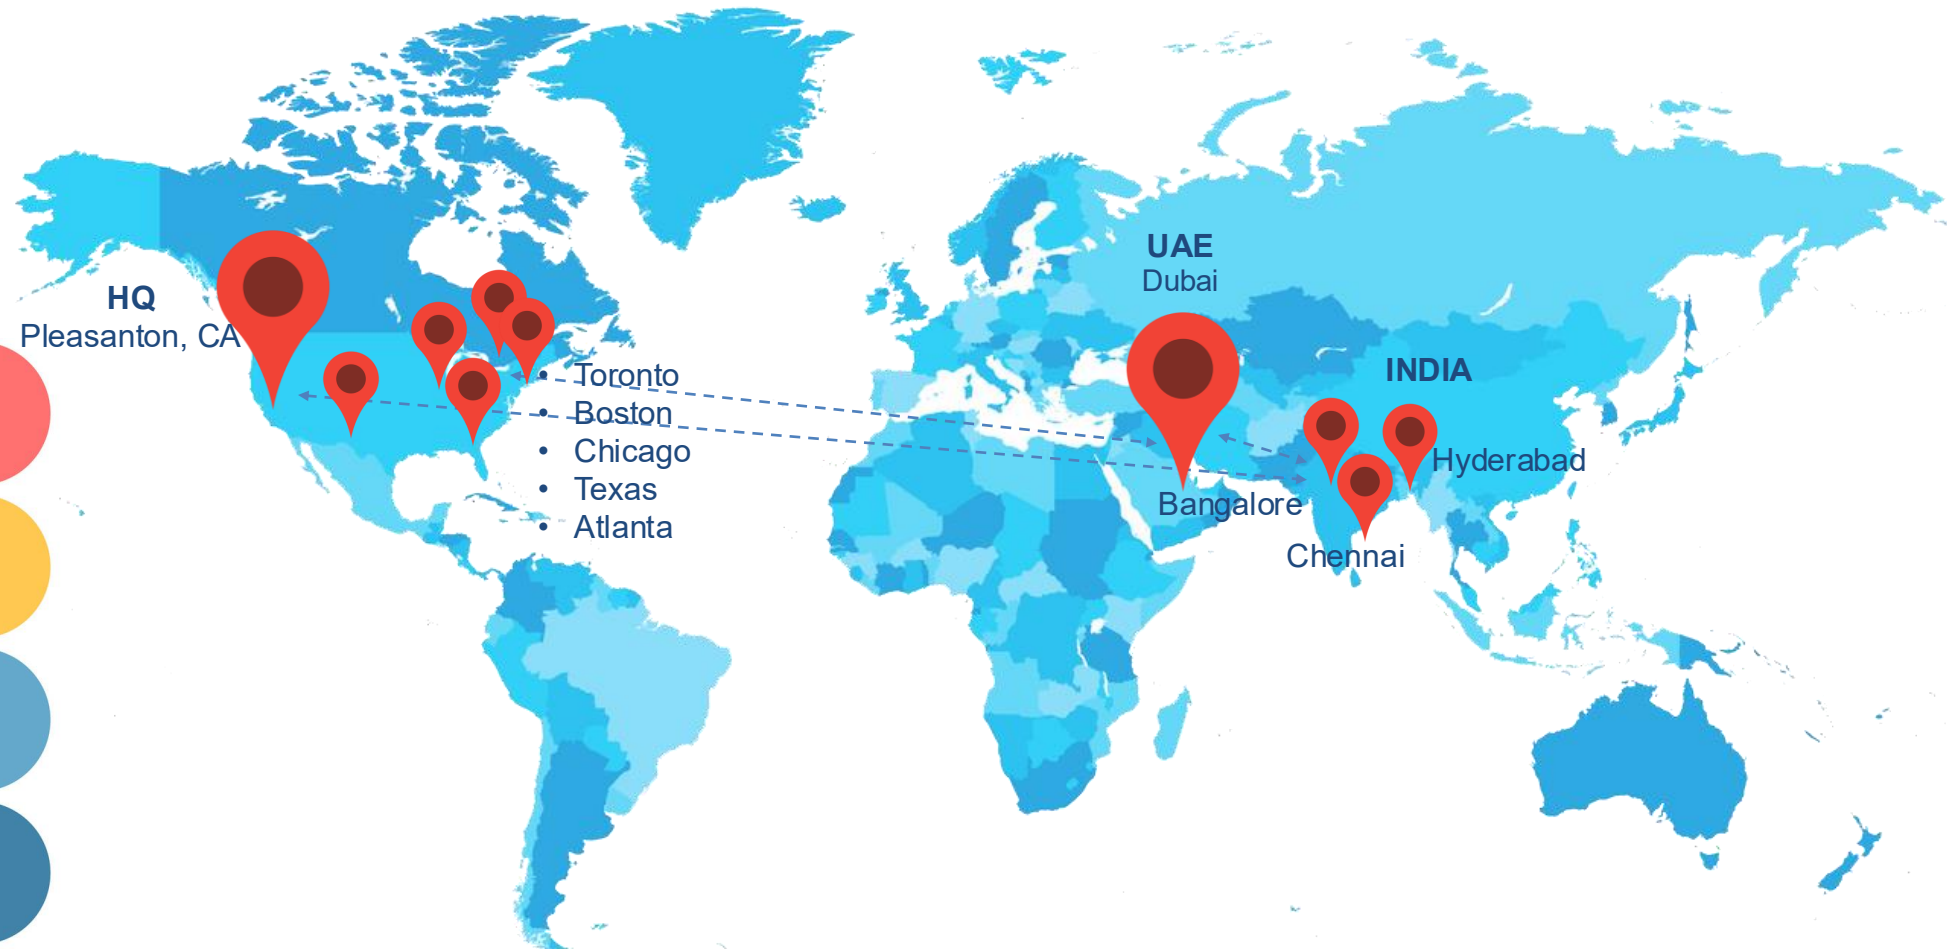 HQ
Pleasanton, CA
• Toronto
• Boston
• Chicago
• Texas
• Atlanta
UAE
Dubai
INDIA
Hyderabad
Bangalore
Chennai